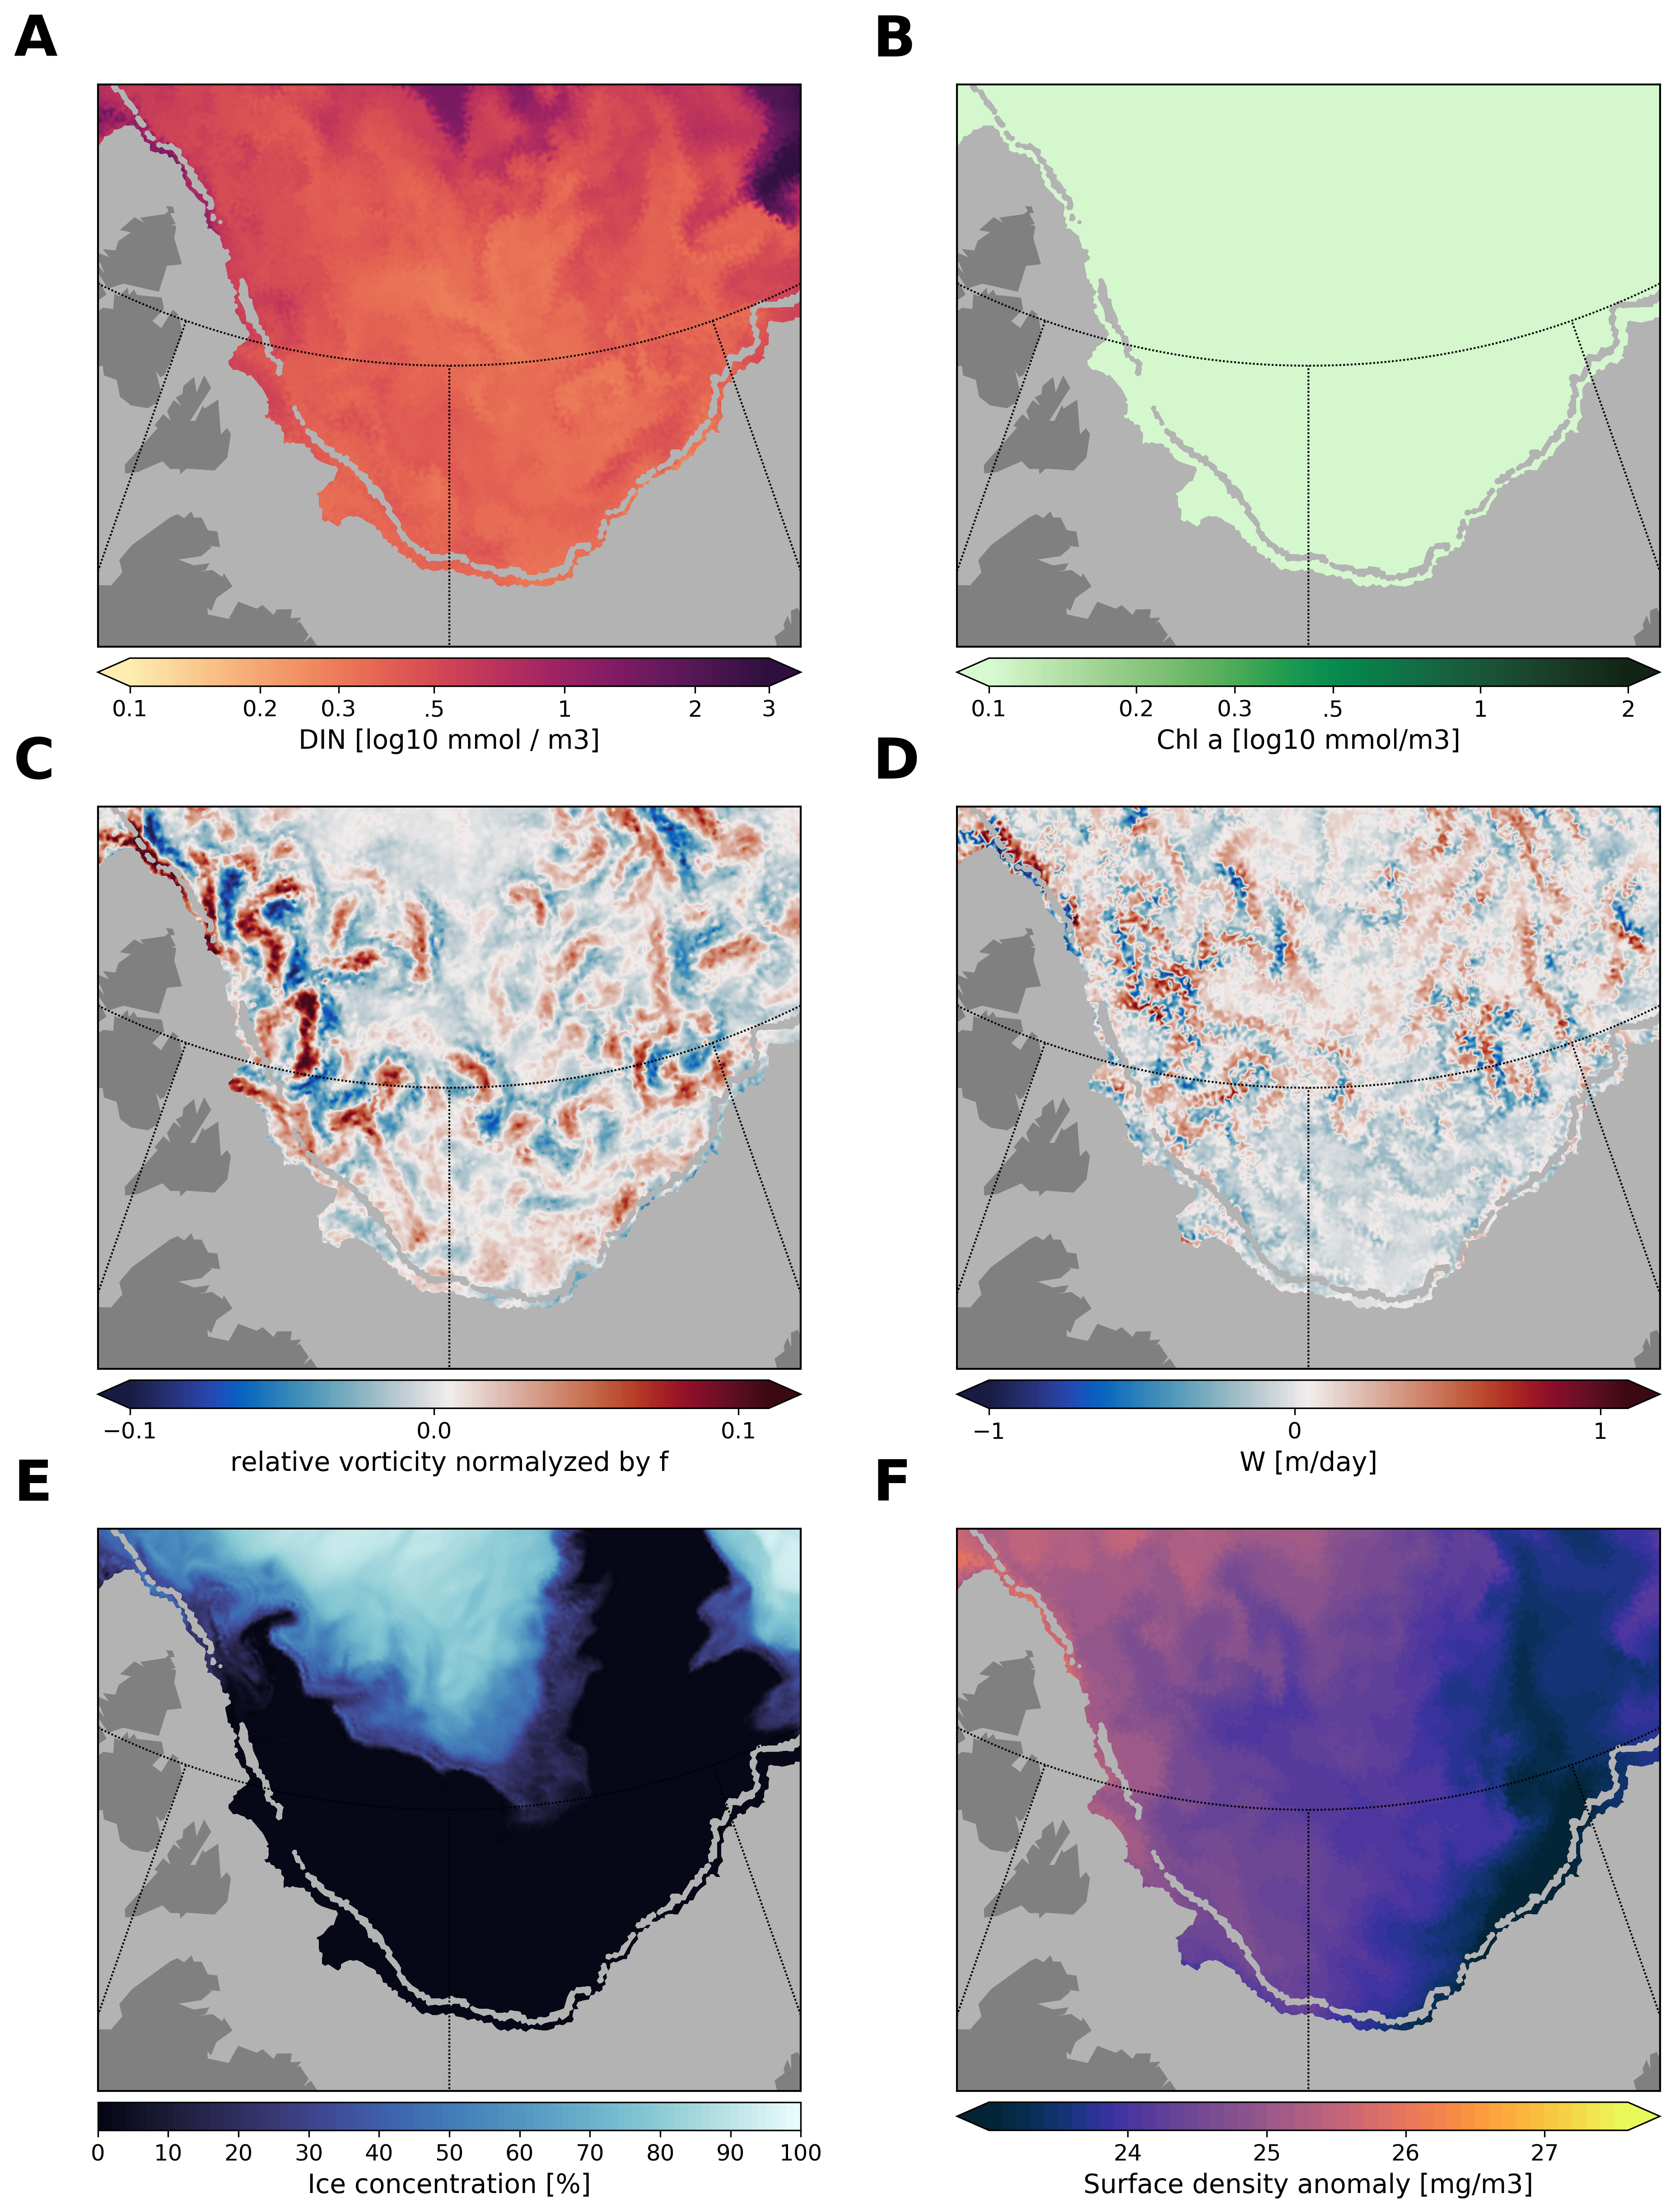 A B
0.1 0.2 0.3 .5 1 2 3
DIN [log10 mmol / m3]
0.1 0.2 0.3 .5 1 2
Chl a [log10 mmol/m3]
C D
−0.1 0.0 0.1
relative vorticity normalyzed by f
−1 0 1
W [m/day]
E F
0 10 20 30 40 50 60 70 80 90 100
Ice concentration [%]
24 25 26 27
Surface density anomaly [mg/m3]